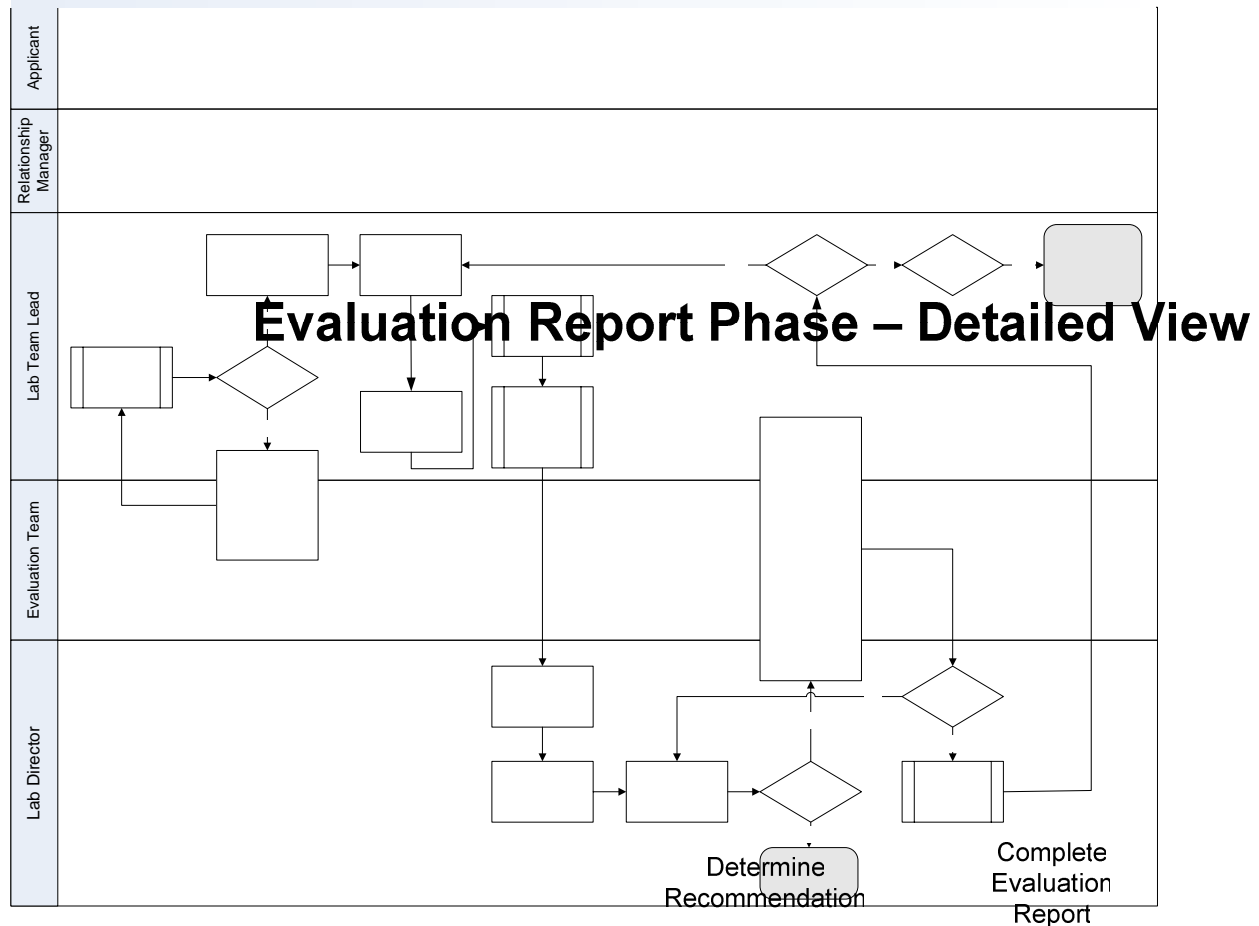 Applicant
Relationship
Manager
Lab Team Lead
Evaluation Report Phase – Detailed View
Evaluation Team
Lab Director
Determine
Recommendation
Complete
Evaluation
Report